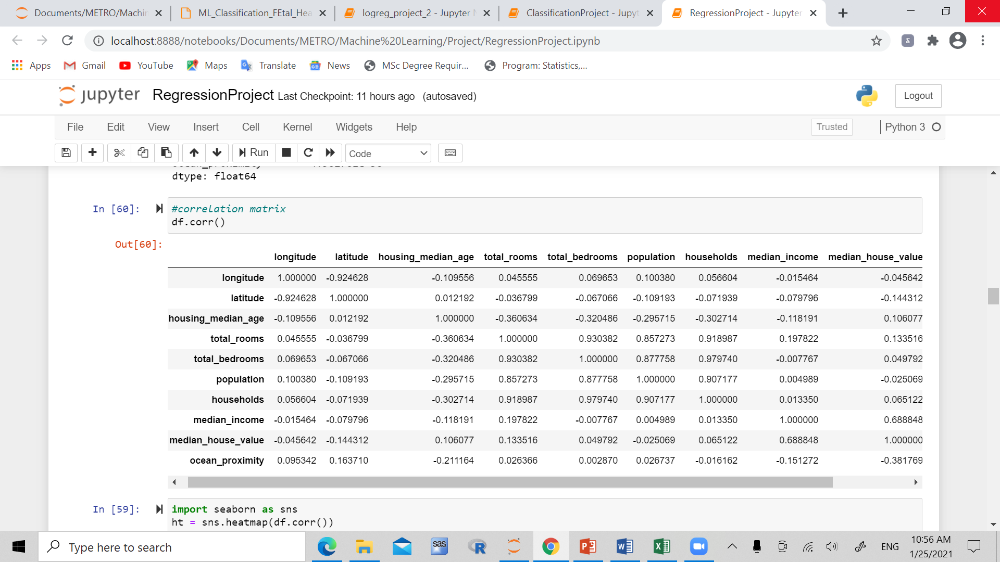 Documents/METRO/Machin
ML_Classification_FEtal_Hea
logreg_project_2 - Jupyter N
ClassificationProject - Jupyt
RegressionProject - Jupyter
localhost:8888/notebooks/Documents/METRO/Machine%20Learning/Project/RegressionProject.ipynb
Apps Gmail YouTube Maps Translate News MSc Degree Requir... Program: Statistics,...
jupyter RegressionProject Last Checkpoint: 11 hours ago (autosaved) Logout
File Edit View Insert Cell Kernel Widgets Help Trusted Python 3
Run Code
dtype: float64
In [60]: #correlation matrix
df.corr()
Out[60]:
longitude latitude housing_median_age total_rooms total_bedrooms population households median_income median_house_value
longitude 1.000000 -0.924628 -0.109556 0.045555 0.069653 0.100380 0.056604 -0.015464 -0.045642
latitude -0.924628 1.000000 0.012192 -0.036799 -0.067066 -0.109193 -0.071939 -0.079796 -0.144312
housing_median_age -0.109556 0.012192 1.000000 -0.360634 -0.320486 -0.295715 -0.302714 -0.118191 0.106077
total_rooms 0.045555 -0.036799 -0.360634 1.000000 0.930382 0.857273 0.918987 0.197822 0.133516
total_bedrooms 0.069653 -0.067066 -0.320486 0.930382 1.000000 0.877758 0.979740 -0.007767 0.049792
population 0.100380 -0.109193 -0.295715 0.857273 0.877758 1.000000 0.907177 0.004989 -0.025069
households 0.056604 -0.071939 -0.302714 0.918987 0.979740 0.907177 1.000000 0.013350 0.065122
median_income -0.015464 -0.079796 -0.118191 0.197822 -0.007767 0.004989 0.013350 1.000000 0.688848
median_house_value -0.045642 -0.144312 0.106077 0.133516 0.049792 -0.025069 0.065122 0.688848 1.000000
ocean_proximity 0.095342 0.163710 -0.211164 0.026366 0.002870 0.026737 -0.016162 -0.151272 -0.381769
In [59]: import seaborn as sns
ht = sns.heatmap(df.corr())
Type here to search
sas
ENG
10:56 AM
1/25/2021